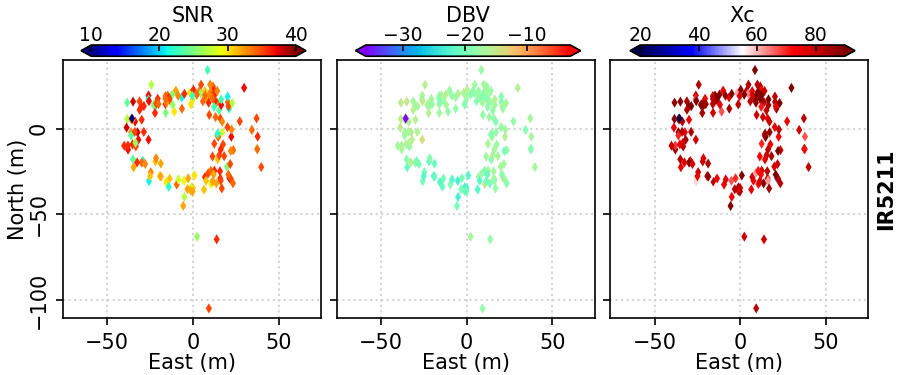 SNR DBV Xc
10 20 30 40 −30 −20 −10 20 40 60 80
North (m)
0
−50
−100
IR5211
−50 0 50 −50 0 50 −50 0 50
East (m) East (m) East (m)